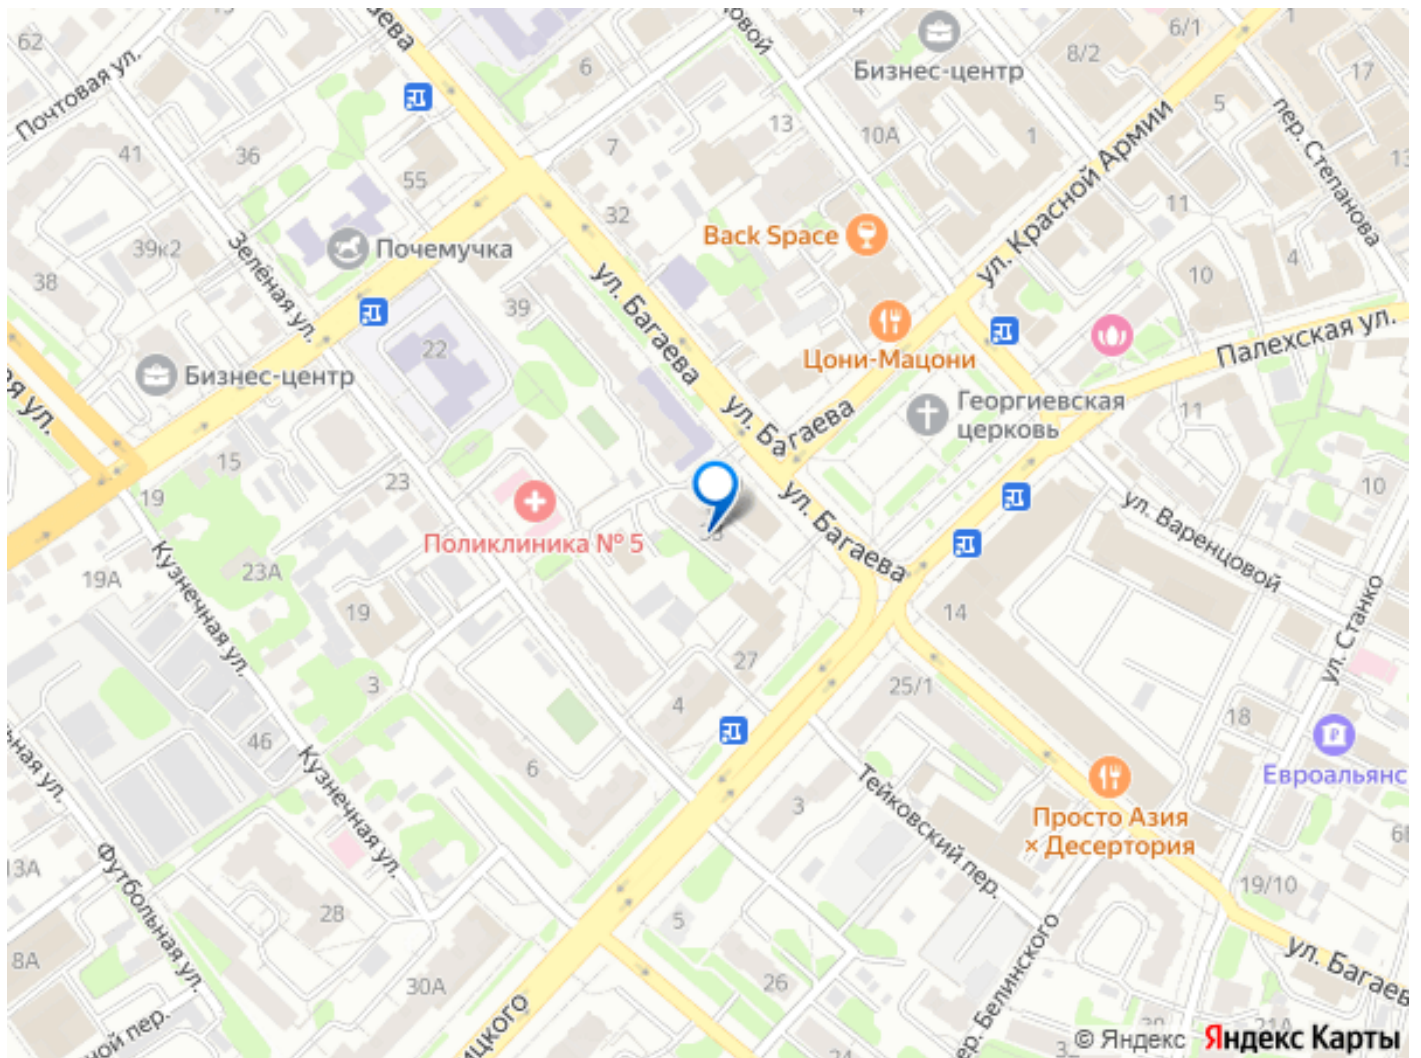 62
Почтовая ул.
41
36
55
6
7
13
32
Бизнес-центр
10А
8/2
6/1
1
17
5
1
пер. Степанова
13
ул. Красной Армии
11
4
10
39к2
38
Зелёная ул.
Почемучка
39
22
Бизнес-центр
Back Space
Цони-Мацони
ул. Багаева
ул. Багаева
Георгиевская
церковь
Палехская ул.
11
10
15
23
19
Поликлиника № 5
ул. Багаева
ул. Варенцовой
ул. Станко
19А
23А
19
Кузнечная ул.
3
46
Кузнечная ул.
14
27
4
25/1
18
6
3
Тейковский пер.
Просто Азия
× Десертория
Евроальянс
19/10
13А
Футбольная ул.
28
8А
30А
5
26
ул. Багаев
© Яндекс
Яндекс Карты